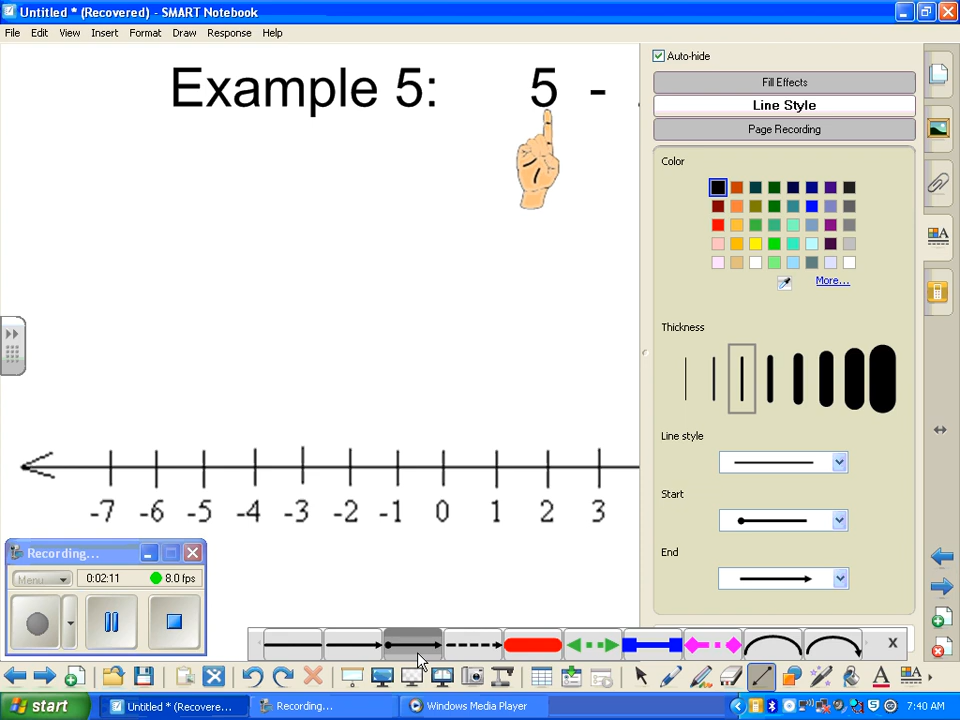 Untitled * (Recovered) - SMART Notebook
File Edit View Insert Format Draw Response Help
Example 5: 5 -
Auto-hide
Fill Effects
Line Style
Page Recording
Color
More...
Thickness
Line style
Start
End
-7 -6 -5 -4 -3 -2 -1 0 1 2 3
Recording...
Menu 0:02:11 8.0 fps
X
A
start Untitled * (Recovere... Recording... Windows Media Player 7:40 AM